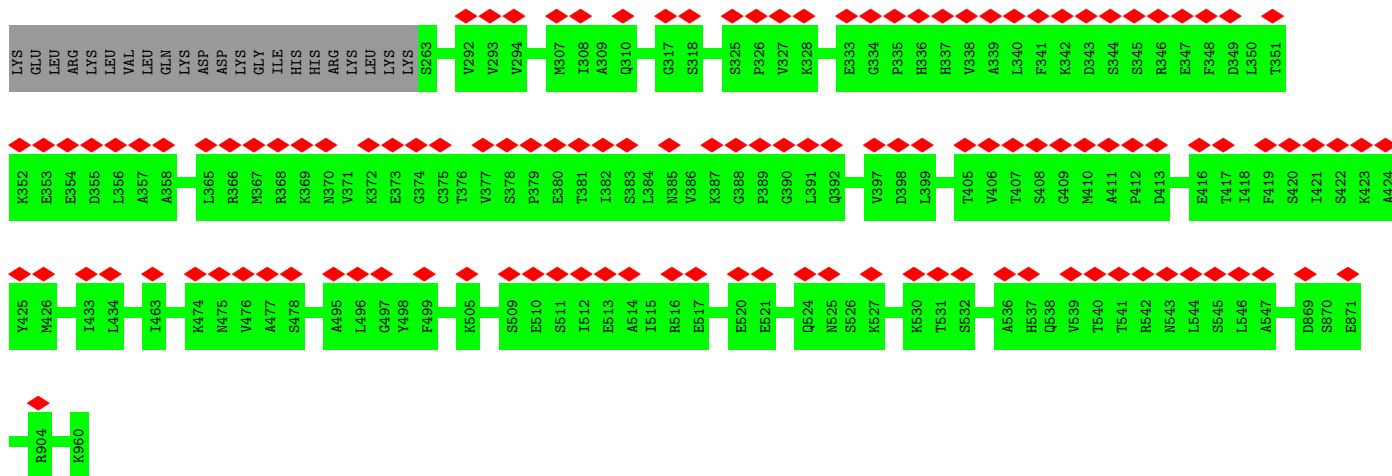 LYS GLU LEU ARG LYS LEU VAL LEU GLN LYS ASP ASP LYS GLY ILE HIS HIS ARG LYS LEU LYS LYS S263 V292 V293 V294 M307 I308 A309 Q310 G317 S318 S325 P326 V327 K328 E333 G334 P335 H336 H337 V338 A339 L340 F341 K342 D343 S344 S345 R346 E347 F348 D349 L350 T351
K352 E353 E354 D355 L356 A357 A358 L365 R366 M367 R368 K369 N370 V371 K372 E373 G374 C375 T376 V377 S378 P379 E380 T381 I382 S383 L384 N385 V386 K387 G388 P389 G390 L391 Q392 V397 D398 L399 T405 V406 T407 S408 G409 M410 A411 P412 D413 E416 T417 I418 F419 S420 I421 S422 K423 A424
Y425 M426 I433 L434 I463 K474 N475 V476 A477 S478 A495 L496 G497 Y498 F499 K505 S509 E510 S511 I512 E513 A514 I515 R516 E517 E520 E521 Q524 N525 S526 K527 K530 T531 S532 A536 H537 Q538 V539 T540 T541 R542 N543 L544 S545 L546 A547 D869 S870 E871
R904 K960